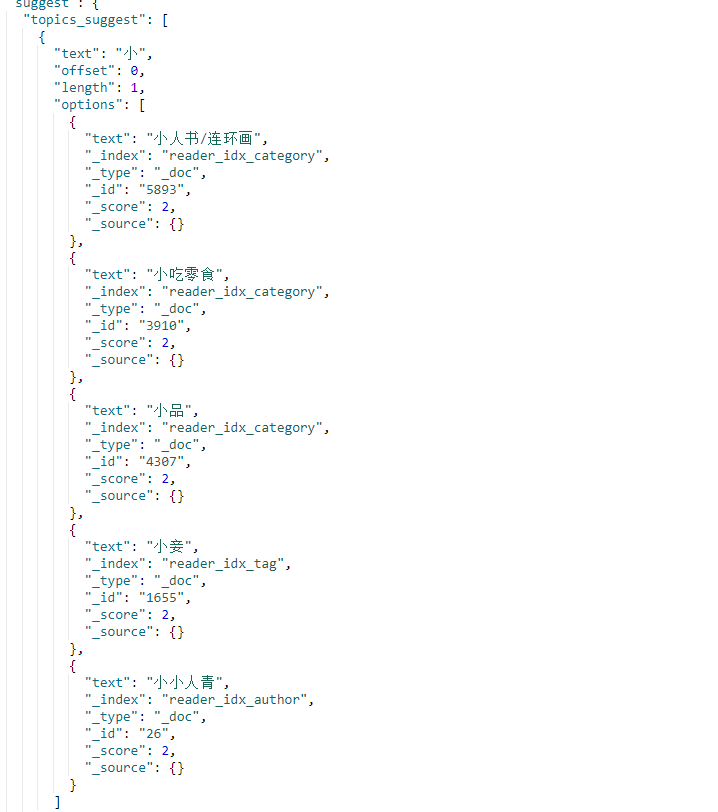 suggest": {
"topics_suggest": [
{
"text": "小",
"offset": 0,
"length": 1,
"options": [
{
"text": "小人书/连环画",
"_index": "reader_idx_category",
"_type": "_doc",
"_id": "5893",
"_score": 2,
"_source": {}
},
{
"text": "小吃零食",
"_index": "reader_idx_category",
"_type": "_doc",
"_id": "3910",
"_score": 2,
"_source": {}
},
{
"text": "小品",
"_index": "reader_idx_category",
"_type": "_doc",
"_id": "4307",
"_score": 2,
"_source": {}
},
{
"text": "小妾",
"_index": "reader_idx_tag",
"_type": "_doc",
"_id": "1655",
"_score": 2,
"_source": {}
},
{
"text": "小小人青",
"_index": "reader_idx_author",
"_type": "_doc",
"_id": "26",
"_score": 2,
"_source": {}
}
]